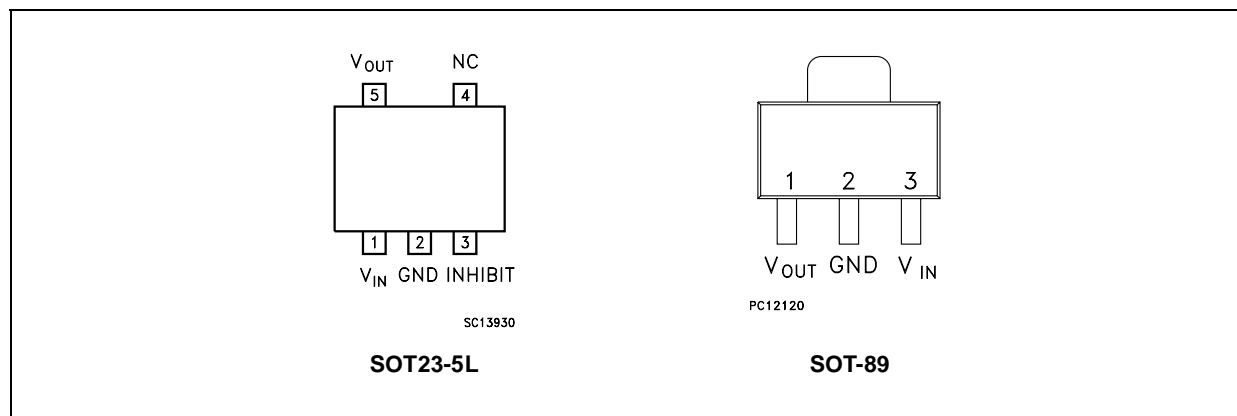 VOUT NC
5 4
1 2 3
VIN GND INHIBIT
SC13930
SOT23-5L
1 2 3
VOUT GND VIN
PC12120
SOT-89